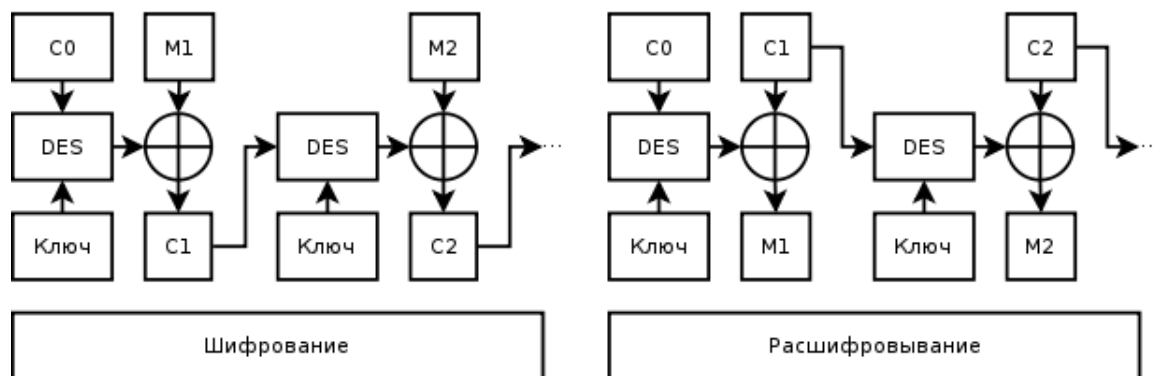 C0 M1 M2 C0 C1 C2
DES DES ... DES DES ...
Ключ C1 Ключ C2 Ключ M1 Ключ M2
Шифрование Расшифровывание